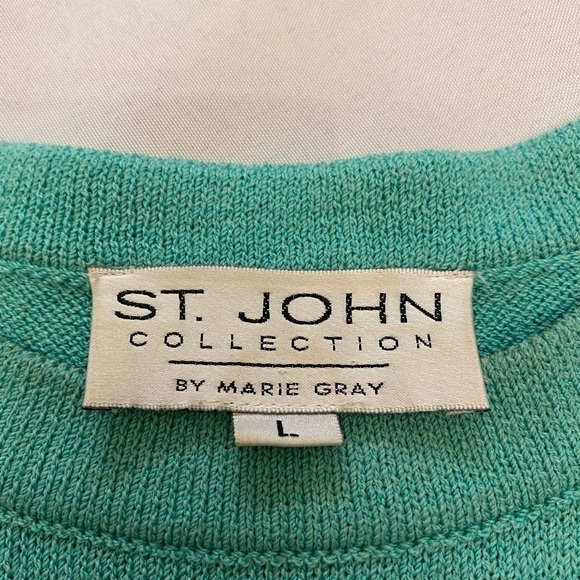 ST. JOHN
COLLECTION
BY MARIE GRAY
L